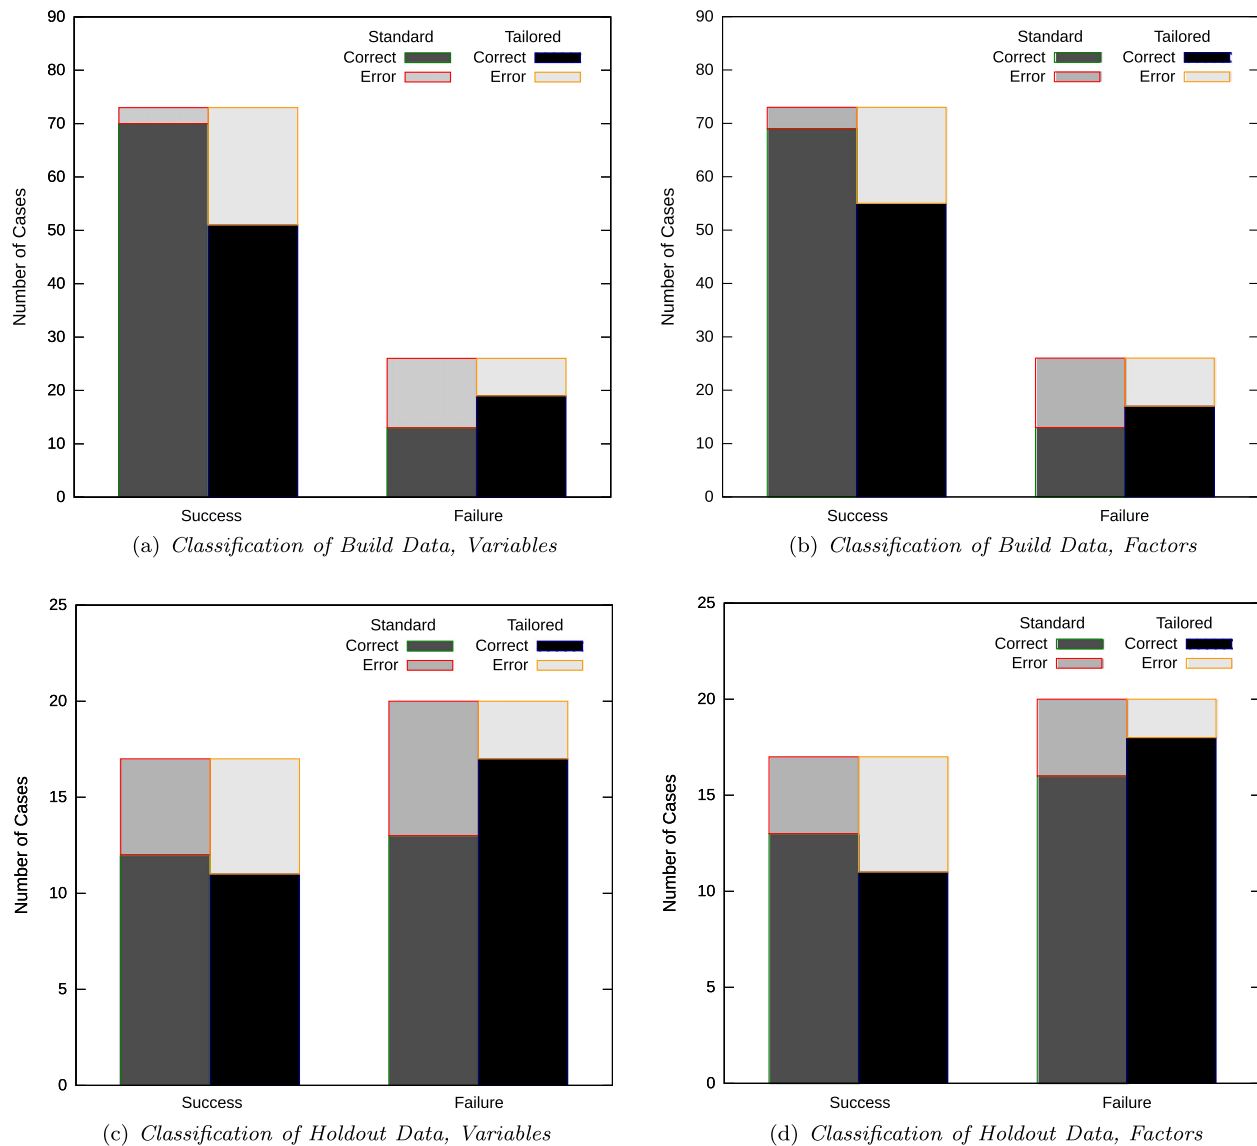 90
80
70
60
50
40
30
20
10
0
Number of Cases
Standard Tailored
Correct Correct
Error Error
Success Failure
(a) Classification of Build Data, Variables
90
80
70
60
50
40
30
20
10
0
Number of Cases
Standard Tailored
Correct Correct
Error Error
Success Failure
(b) Classification of Build Data, Factors
25
20
15
10
5
0
Number of Cases
Standard Tailored
Correct Correct
Error Error
Success Failure
(c) Classification of Holdout Data, Variables
25
20
15
10
5
0
Number of Cases
Standard Tailored
Correct Correct
Error Error
Success Failure
(d) Classification of Holdout Data, Factors